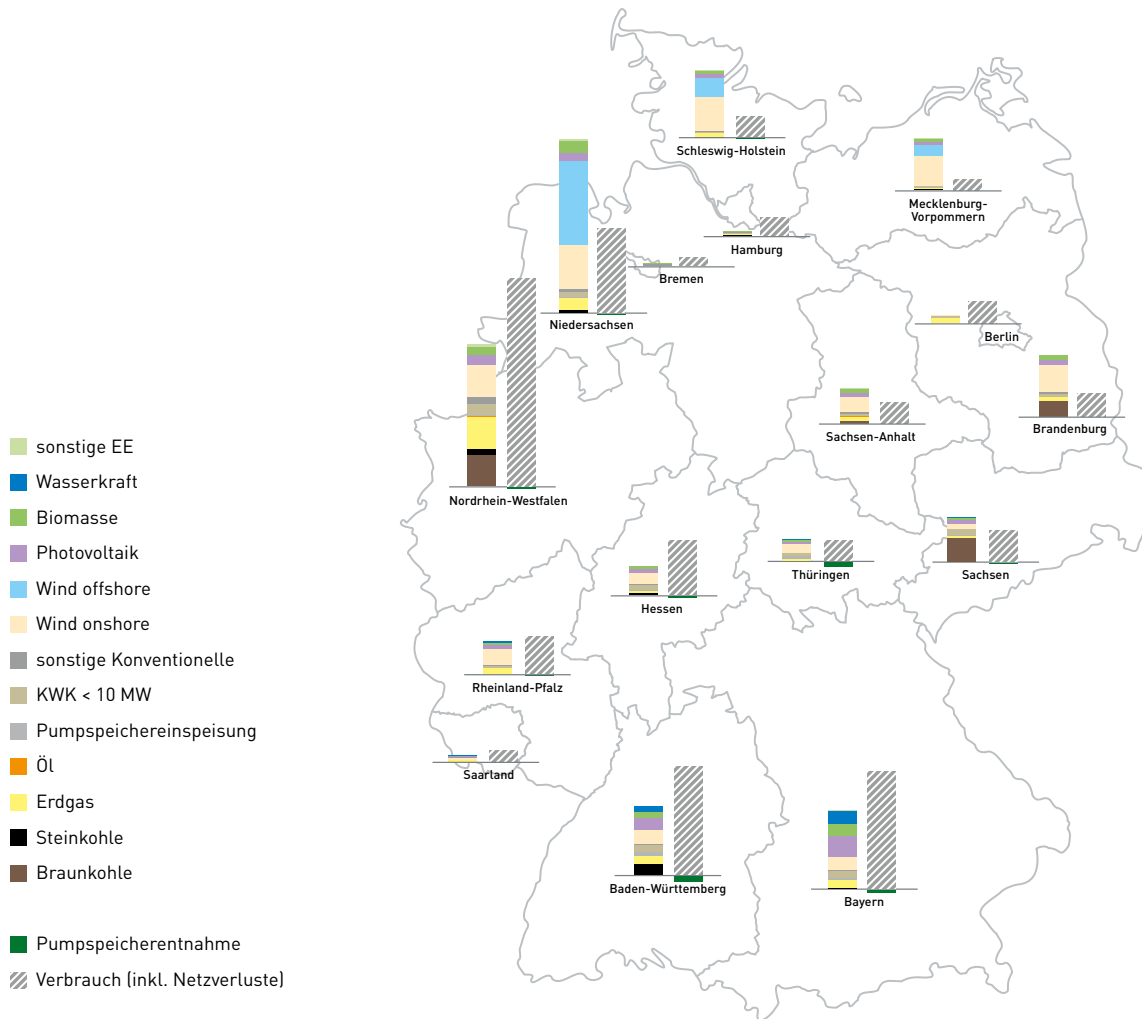 Schleswig-Holstein
Mecklenburg-
Vorpommern
Hamburg
Bremen
Niedersachsen
Berlin
Brandenburg
Sachsen-Anhalt
Nordrhein-Westfalen
Thüringen
Sachsen
Hessen
Rheinland-Pfalz
Saarland
Baden-Württemberg
Bayern
sonstige EE
Wasserkraft
Biomasse
Photovoltaik
Wind offshore
Wind onshore
sonstige Konventionelle
KWK < 10 MW
Pumpspeichereinspeisung
Öl
Erdgas
Steinkohle
Braunkohle
Pumpspeicherentnahme
Verbrauch (inkl. Netzverluste)